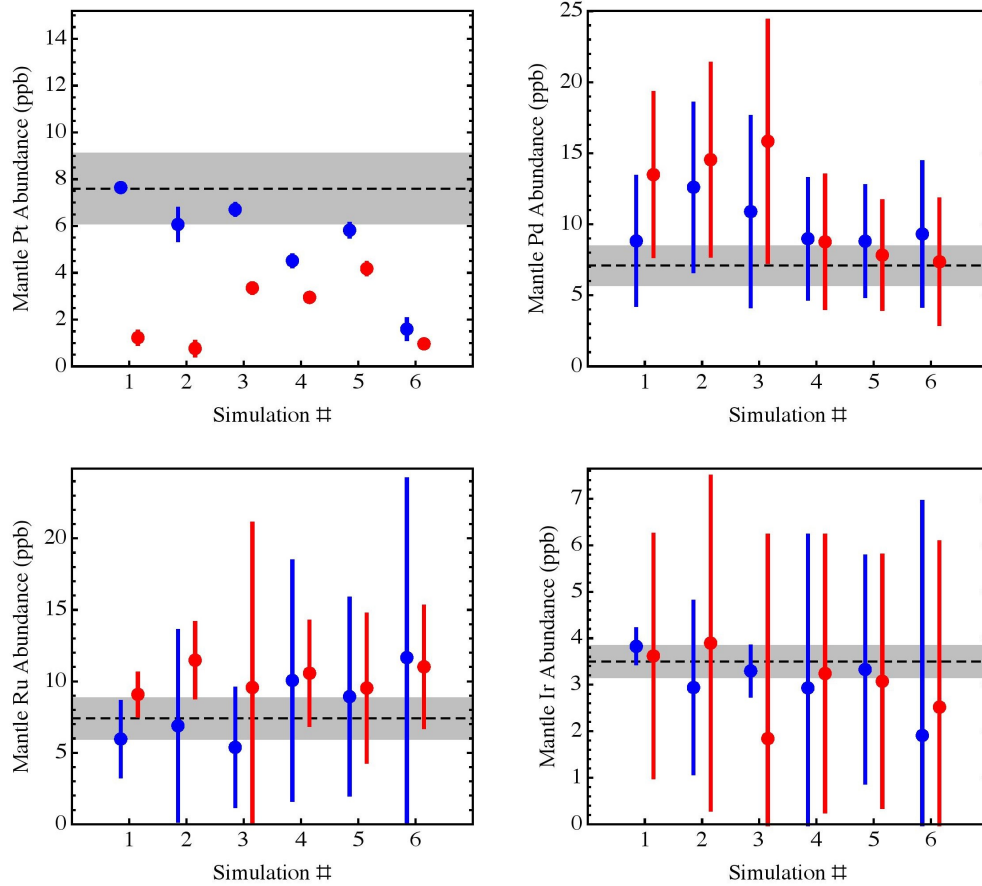 Mantle Pt Abundance (ppb)
14
12
10
8
6
4
2
0
1 2 3 4 5 6
Simulation #
Mantle Pd Abundance (ppb)
25
20
15
10
5
0
1 2 3 4 5 6
Simulation #
Mantle Ru Abundance (ppb)
20
15
10
5
0
1 2 3 4 5 6
Simulation #
Mantle Ir Abundance (ppb)
7
6
5
4
3
2
1
0
1 2 3 4 5 6
Simulation #